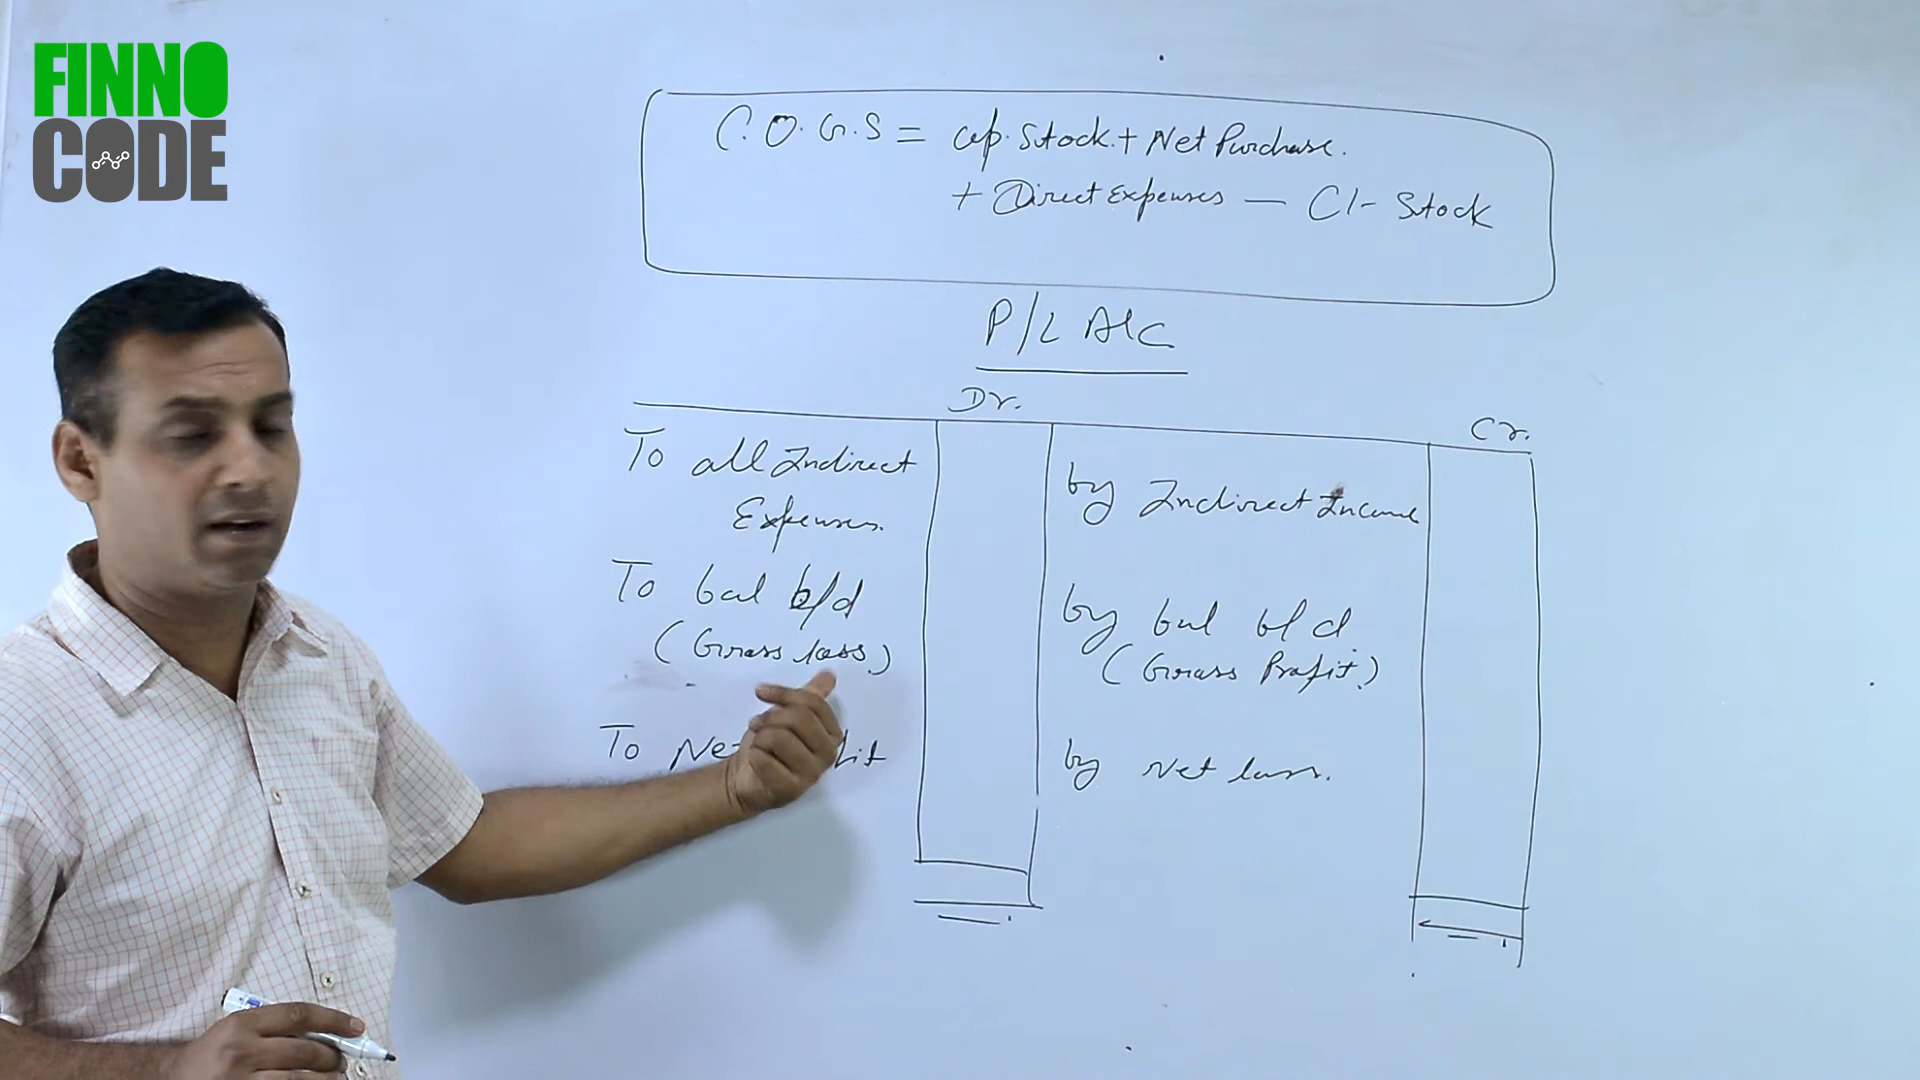 FINNO
CODE
C.O.G.S = op. Stock + Net Purchase.
+ Direct Expenses — Cl- Stock
P/L A/C
Dr.
Cr.
To all Indirect
Expenses.
by Indirect Income
To bal b/d
(Gross loss.)
by bal b/d
(Gross Profit.)
To Net
by Net loss.